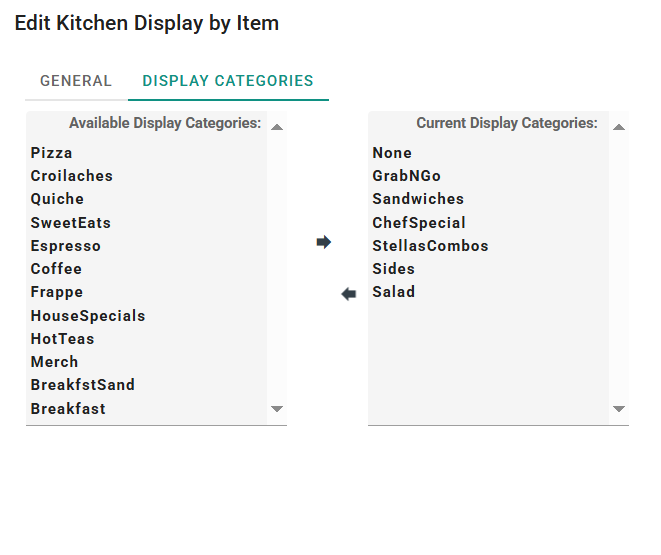 Edit Kitchen Display by Item
GENERAL
DISPLAY CATEGORIES
Available Display Categories:
Pizza
Croilaches
Quiche
SweetEats
Espresso
Coffee
Frappe
HouseSpecials
HotTeas
Merch
BreakfstSand
Breakfast
Current Display Categories:
None
GrabNGo
Sandwiches
ChefSpecial
StellasCombos
Sides
Salad